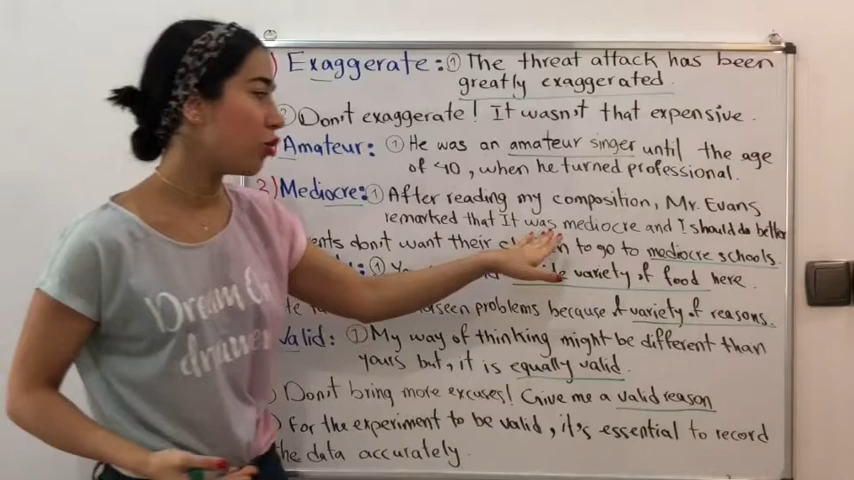 ) Exaggerate: ① The threat attack has been
greatly exaggerated.
② Don't exaggerate! It wasn't that expensive.
Amateur: ① He was an amateur singer until the age
of 40, when he turned professional.
3) Mediocre: ① After reading my composition, Mr. Evans
remarked that It was mediocre and I should do better
don't want their to go to mediocre schools.
① variety of food here.
problems because of variety of reasons.
Valid: ① My way of thinking might be different than
yours but, it is equally valid.
Don't bring more excuses! Give me a valid reason
For the experiment to be valid, it's essential to record
the data accurately.
Dream
drawn